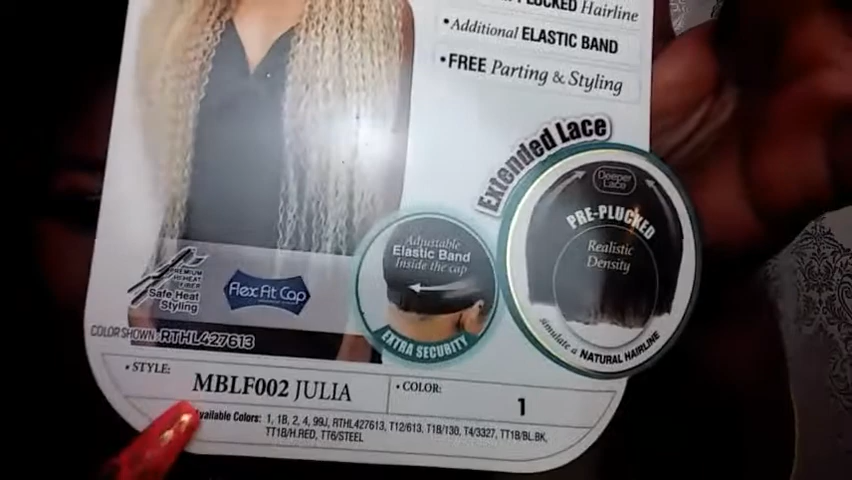 PLUCKED Hairline
•Additional ELASTIC BAND
•FREE Parting & Styling
Extended Lace
Deeper
Lace
PRE-PLUCKED
Realistic
Density
simulate a NATURAL HAIRLINE
Adjustable
Elastic Band
Inside the cap
EXTRA SECURITY
PREMIUM
FIBER
Safe Heat
Styling
Flex Fit Cap
COLOR SHOWN: RTHL427613
• STYLE:
MBLF002 JULIA
• COLOR:
1
Available Colors: 1, 1B, 2, 4, 99J, RTHL427613, T12/613, T18/130, T4/3327, TT1B/BL.BK,
TT1B/H.RED, TT6/STEEL